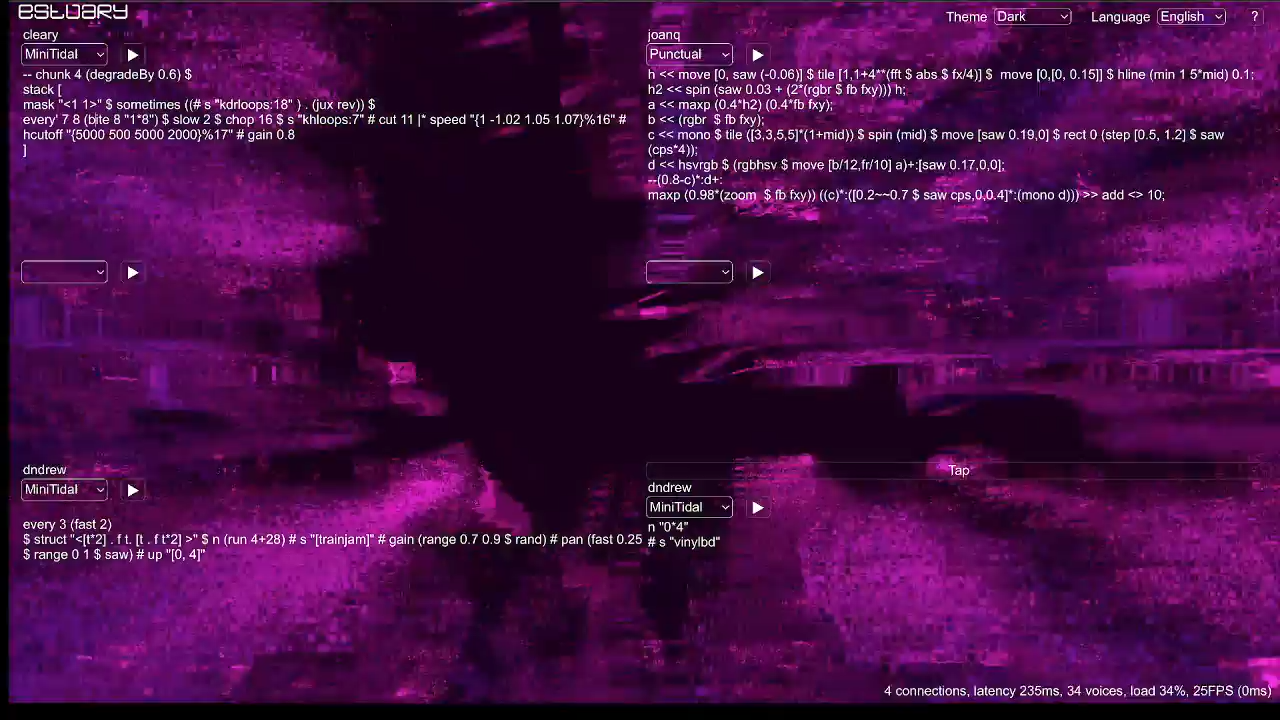 estuary
Theme Dark Language English ?
cleary
MiniTidal
-- chunk 4 (degradeBy 0.6) $
stack [
mask "<1 1>" $ sometimes ((# s "kdrloops:18" ) . (jux rev)) $
every' 7 8 (bite 8 "1*8") $ slow 2 $ chop 16 $ s "khloops:7" # cut 11 |* speed "{1 -1.02 1.05 1.07}%16" #
hcutoff "{5000 500 5000 2000}%17" # gain 0.8
]
joanq
Punctual
h << move [0, saw (-0.06)] $ tile [1,1+4**(fft $ abs $ fx/4)] $ move [0,[0, 0.15]] $ hline (min 1 5*mid) 0.1;
h2 << spin (saw 0.03 + (2*(rgbr $ fb fxy))) h;
a << maxp (0.4*h2) (0.4*fb fxy);
b << (rgbr $ fb fxy);
c << mono $ tile ([3,3,5,5]*(1+mid)) $ spin (mid) $ move [saw 0.19,0] $ rect 0 (step [0.5, 1.2] $ saw
(cps*4));
d << hsvrgb $ (rgbhsv $ move [b/12,fr/10] a)+:[saw 0.17,0,0];
--(0.8-c)*:d+:
maxp (0.98*(zoom $ fb fxy)) ((c)*:([0.2~~0.7 $ saw cps,0,0.4]*:(mono d))) >> add <> 10;
dndrew
MiniTidal
every 3 (fast 2)
$ struct "<[t*2] . f t. [t . f t*2] >" $ n (run 4+28) # s "[trainjam]" # gain (range 0.7 0.9 $ rand) # pan (fast 0.25
$ range 0 1 $ saw) # up "[0, 4]"
Tap
dndrew
MiniTidal
n "0*4"
# s "vinylbd"
4 connections, latency 235ms, 34 voices, load 34%, 25FPS (0ms)